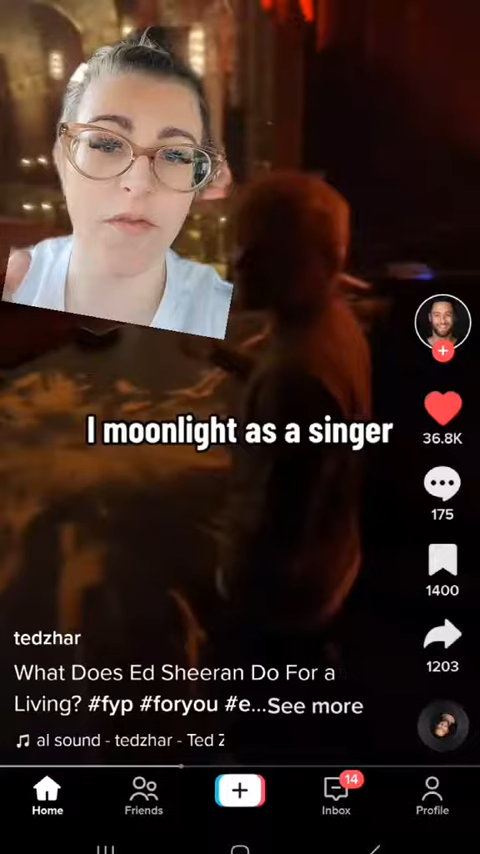 I moonlight as a singer
36.8K
175
1400
1203
tedzhar
What Does Ed Sheeran Do For a
Living? #fyp #foryou #e...See more
al sound - tedzhar - Ted Z
14
Home
Friends
Inbox
Profile